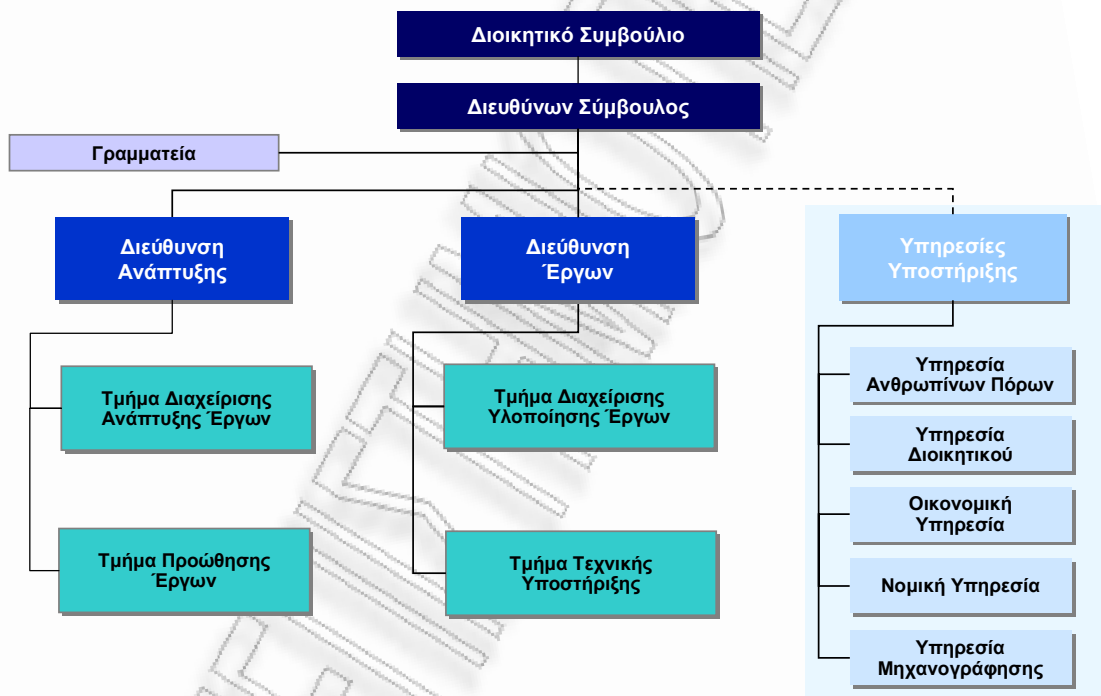 Διοικητικό Συμβούλιο
Διευθύνων Σύμβουλος
Γραμματεία
Διεύθυνση
Ανάπτυξης
Διεύθυνση
Έργων
Υπηρεσίες
Υποστήριξης
Τμήμα Διαχείρισης
Ανάπτυξης Έργων
Τμήμα Προώθησης
Έργων
Τμήμα Διαχείρισης
Υλοποίησης Έργων
Τμήμα Τεχνικής
Υποστήριξης
Υπηρεσία
Ανθρωπίνων Πόρων
Υπηρεσία
Διοικητικού
Οικονομική
Υπηρεσία
Νομική Υπηρεσία
Υπηρεσία
Μηχανογράφησης